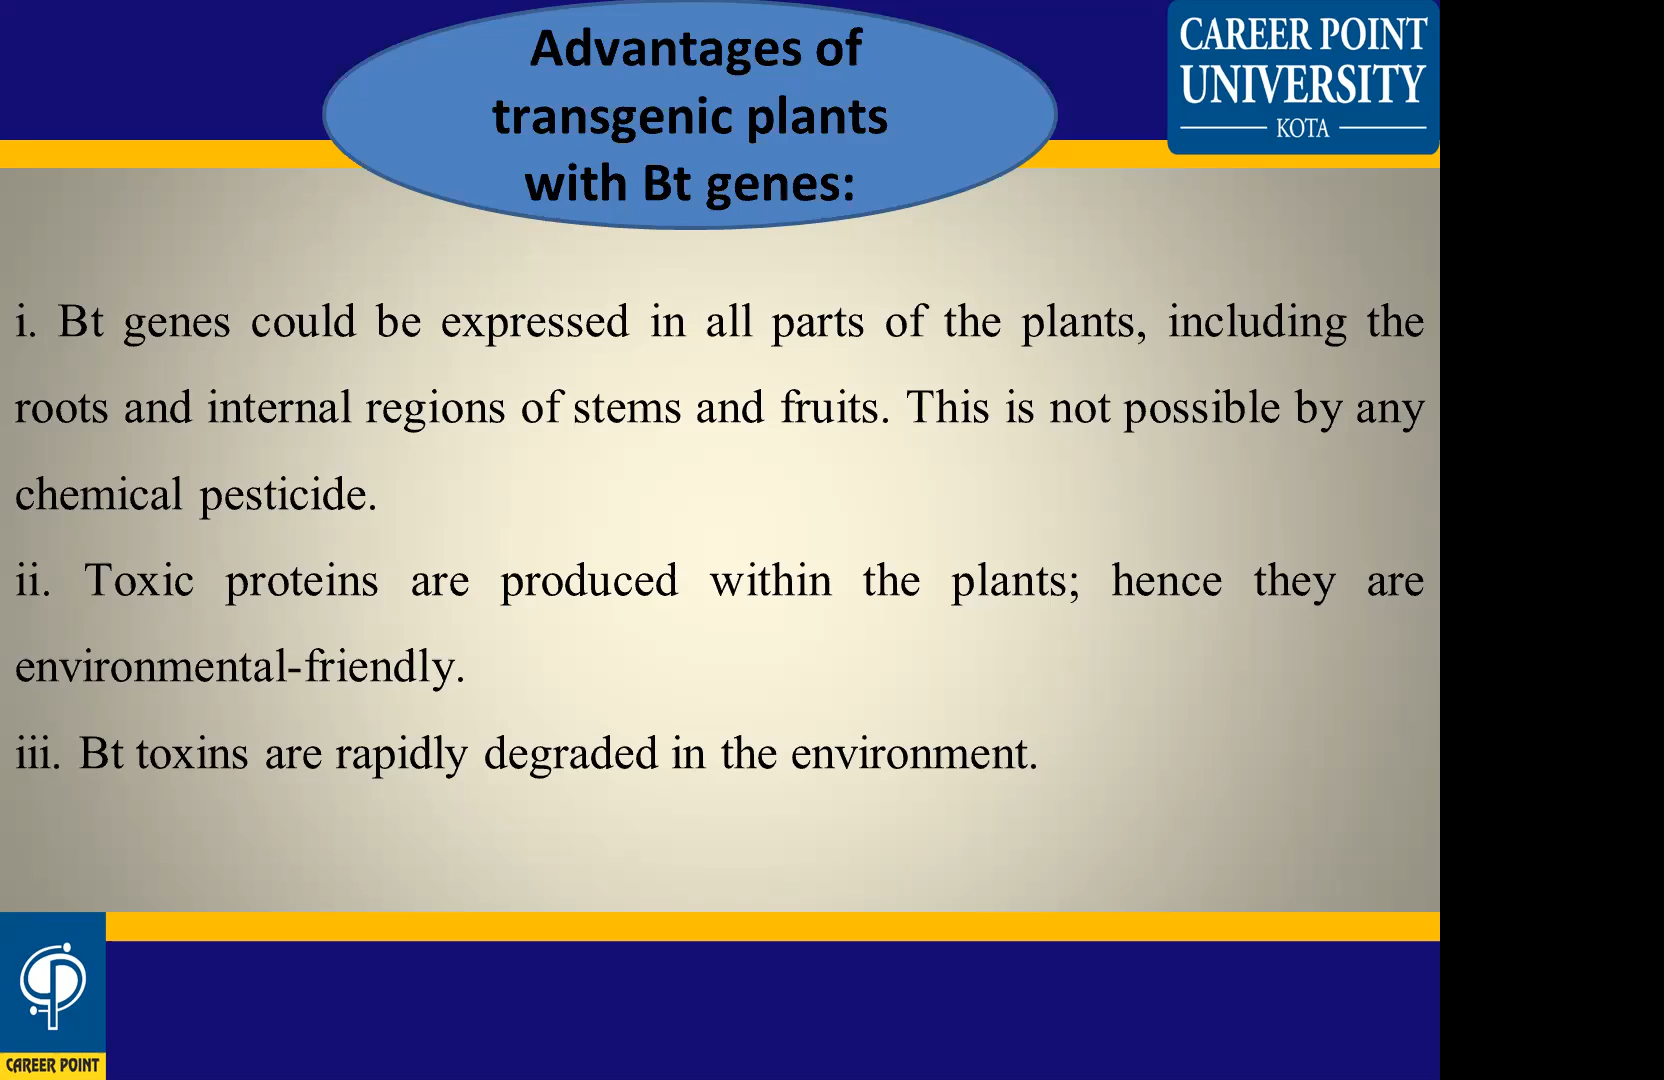 Advantages of
transgenic plants
with Bt genes:
CAREER POINT
UNIVERSITY
KOTA
i. Bt genes could be expressed in all parts of the plants, including the
roots and internal regions of stems and fruits. This is not possible by any
chemical pesticide.
ii. Toxic proteins are produced within the plants; hence they are
environmental-friendly.
iii. Bt toxins are rapidly degraded in the environment.
CAREER POINT